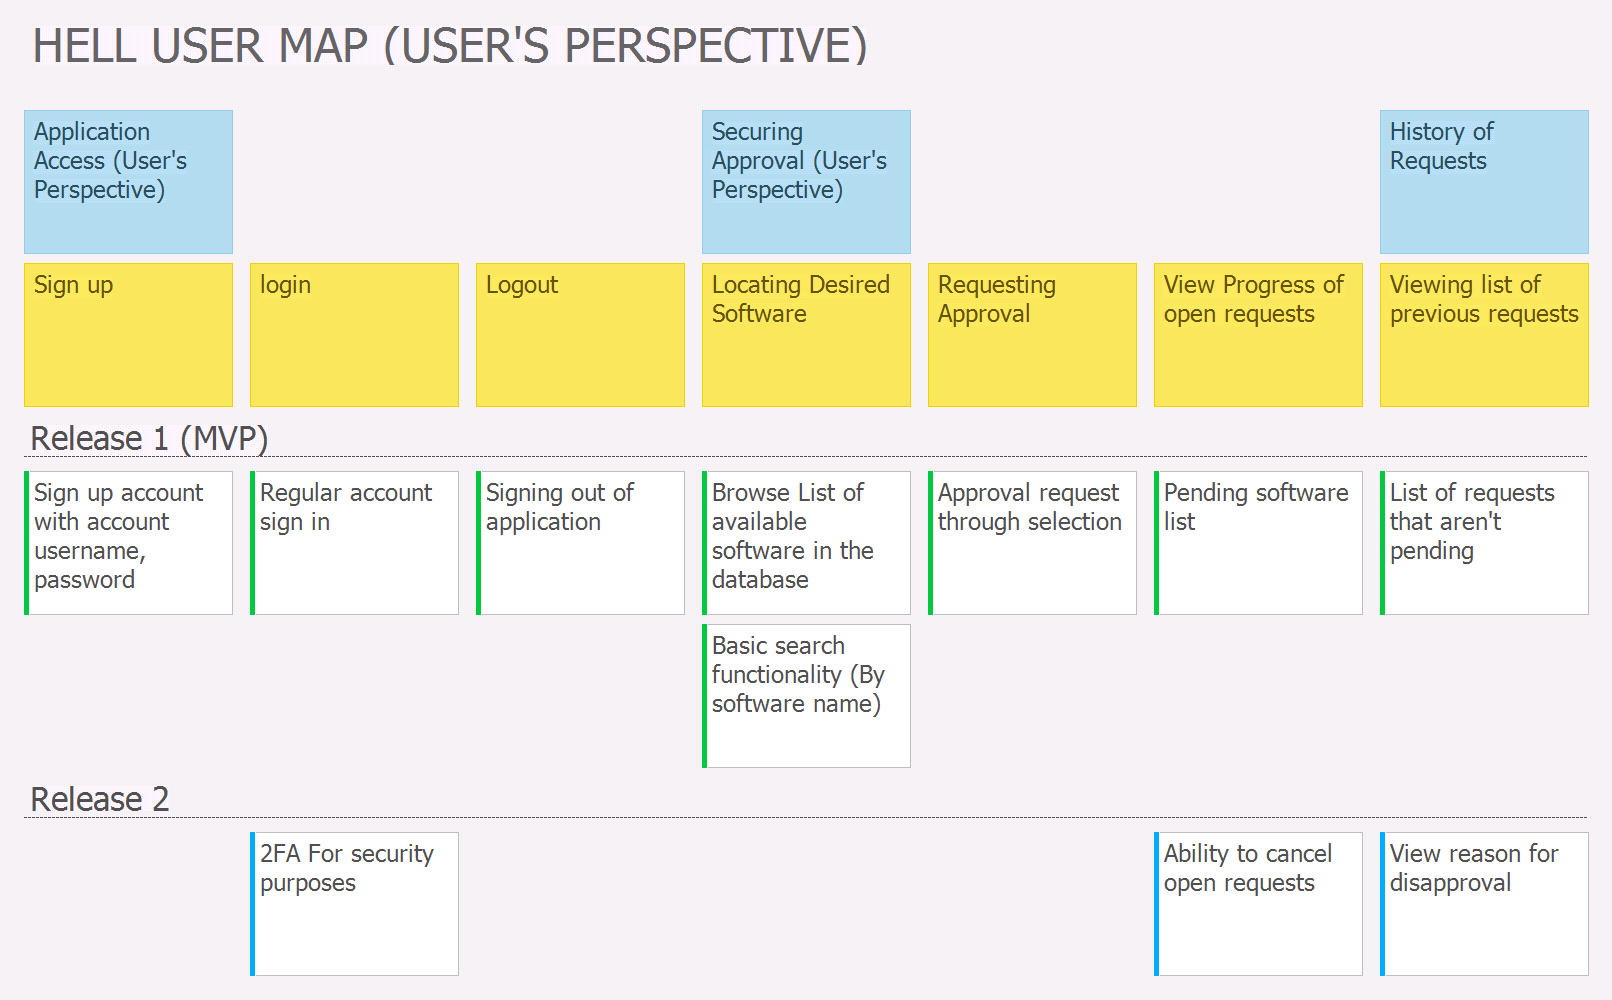 HELL USER MAP (USER'S PERSPECTIVE)
Application
Access (User's
Perspective)
Securing
Approval (User's
Perspective)
History of
Requests
Sign up
login
Logout
Locating Desired
Software
Requesting
Approval
View Progress of
open requests
Viewing list of
previous requests
Release 1 (MVP)
Sign up account
with account
username,
password
Regular account
sign in
Signing out of
application
Browse List of
available
software in the
database
Approval request
through selection
Pending software
list
List of requests
that aren't
pending
Basic search
functionality (By
software name)
Release 2
2FA For security
purposes
Ability to cancel
open requests
View reason for
disapproval